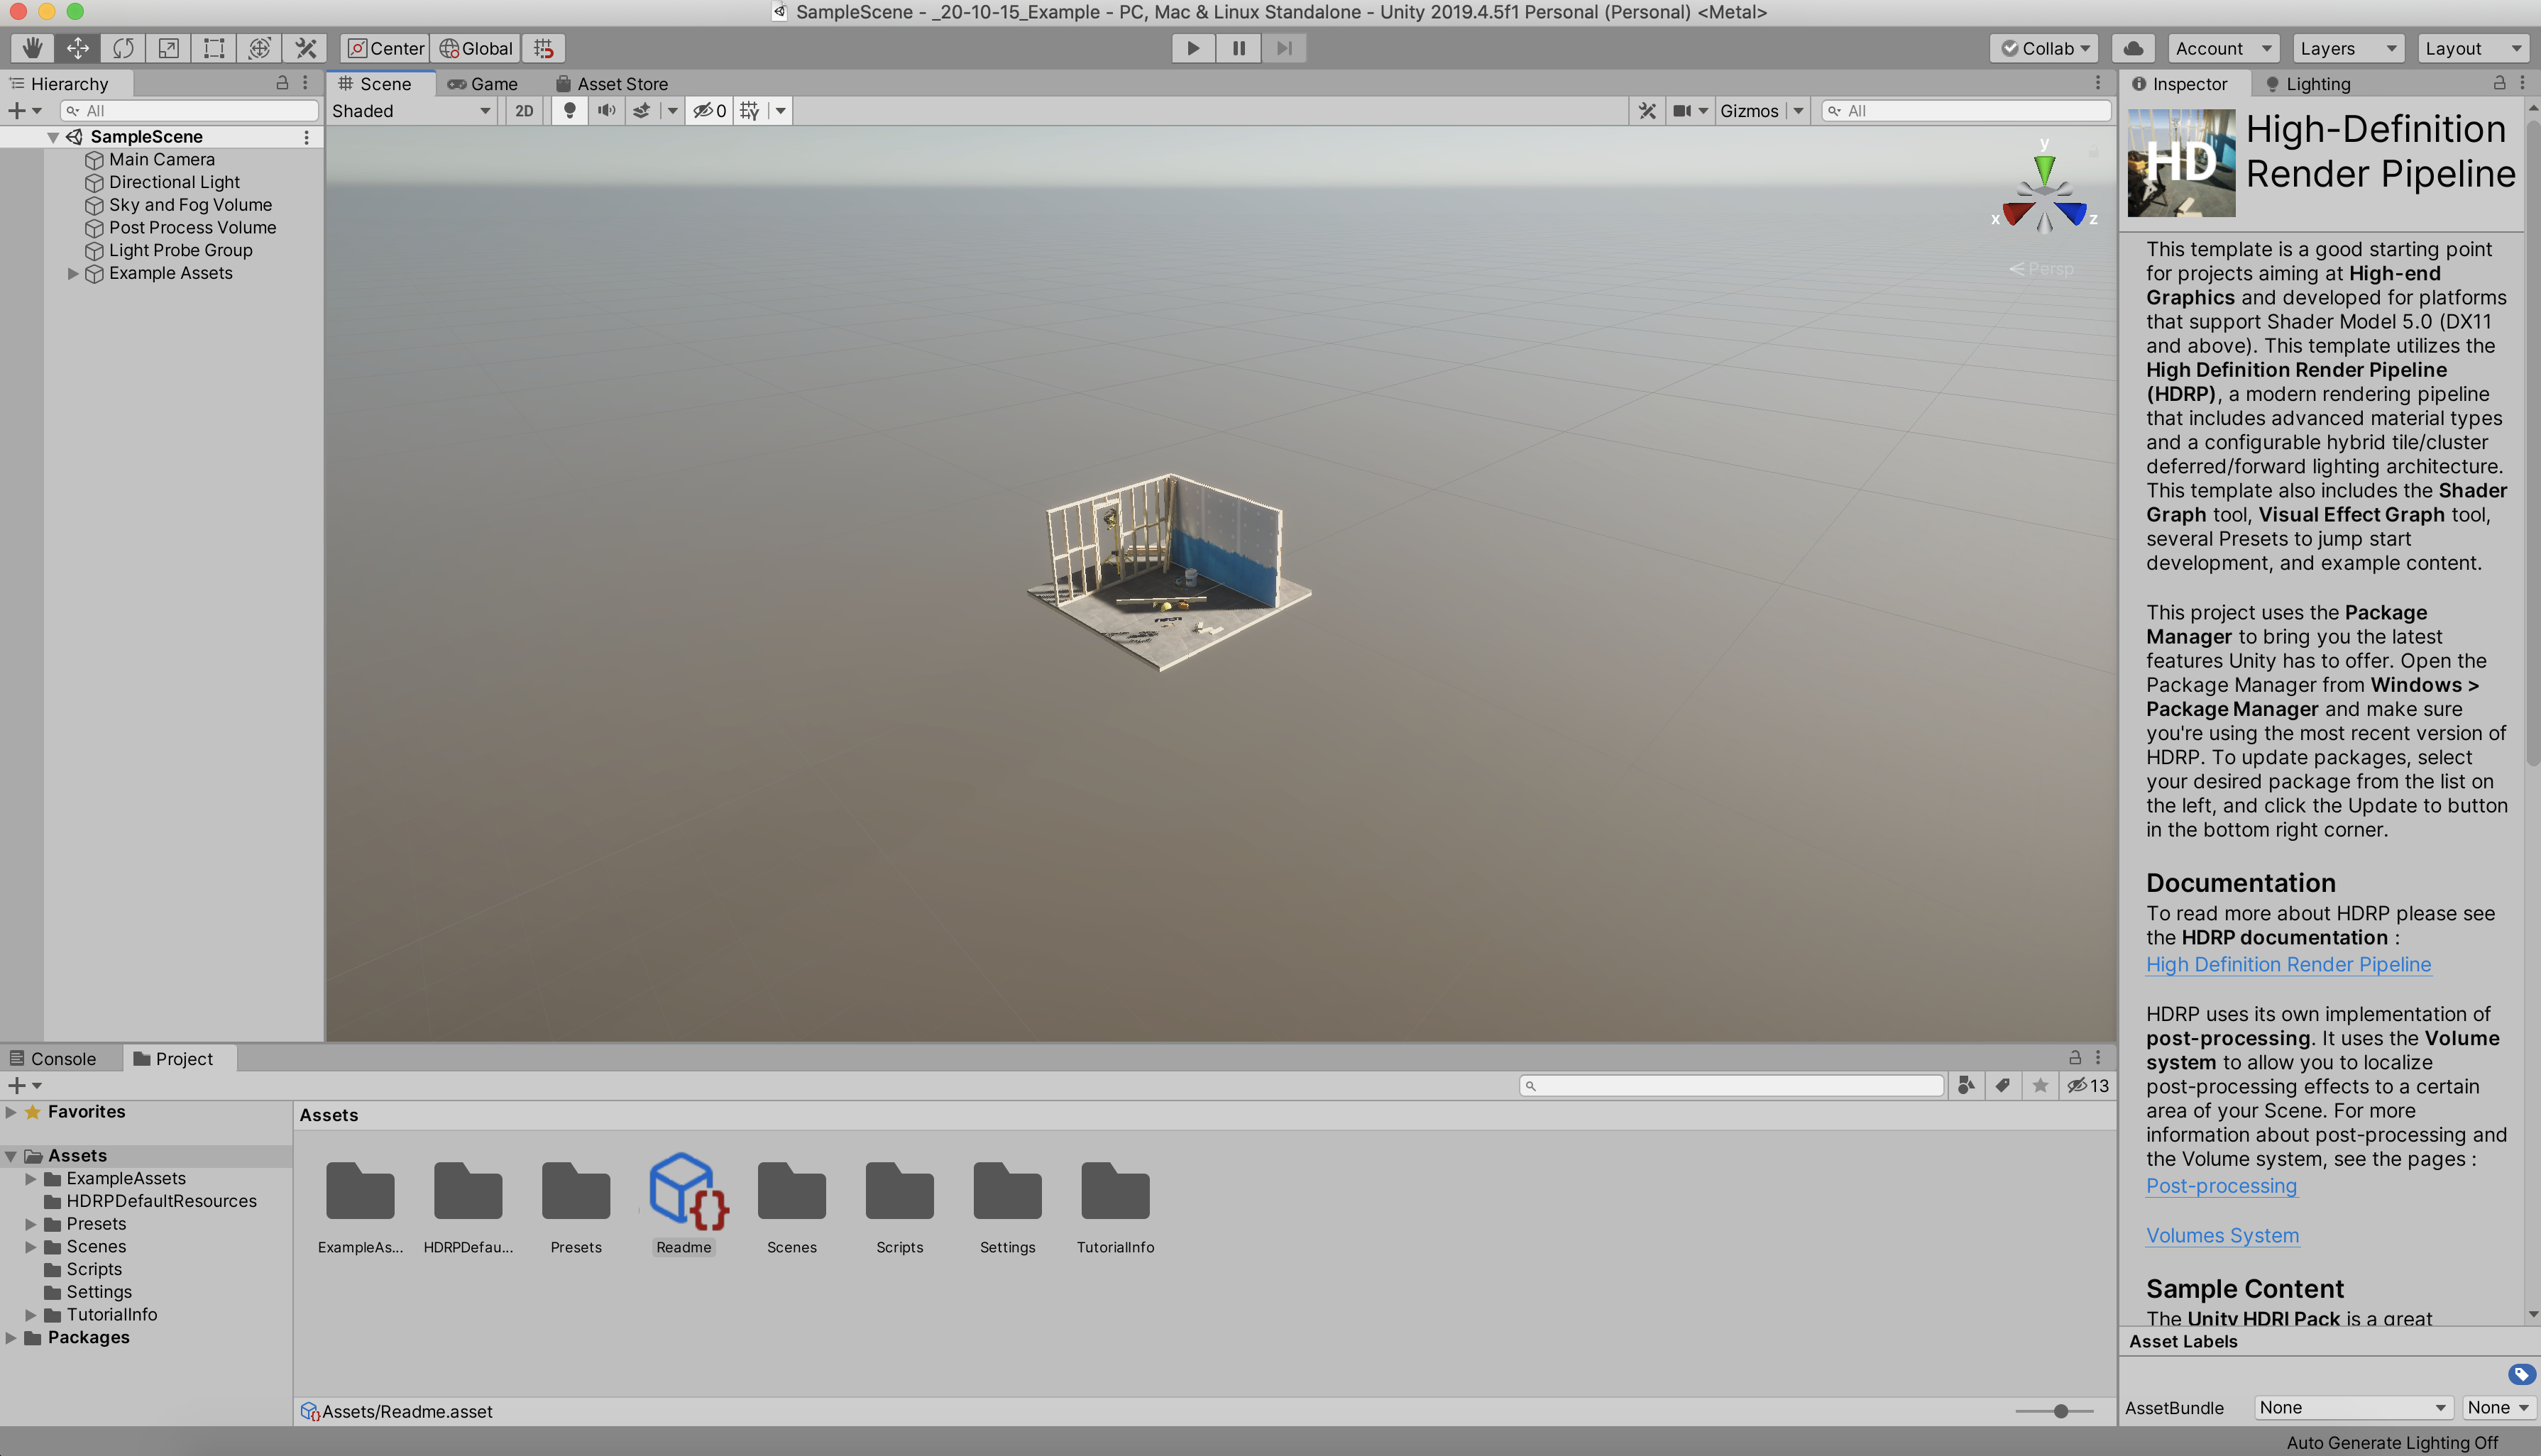 SampleScene - _20-10-15_Example - PC, Mac & Linux Standalone - Unity 2019.4.5f1 Personal (Personal) <Metal>
Center Global Collab Account Layers Layout
Hierarchy
All
SampleScene
Main Camera
Directional Light
Sky and Fog Volume
Post Process Volume
Light Probe Group
Example Assets
Scene Game Asset Store
Shaded 2D 0 Gizmos All
y
x z
Persp
Inspector Lighting
HD
High-Definition
Render Pipeline
This template is a good starting point
for projects aiming at High-end
Graphics and developed for platforms
that support Shader Model 5.0 (DX11
and above). This template utilizes the
High Definition Render Pipeline
(HDRP), a modern rendering pipeline
that includes advanced material types
and a configurable hybrid tile/cluster
deferred/forward lighting architecture.
This template also includes the Shader
Graph tool, Visual Effect Graph tool,
several Presets to jump start
development, and example content.
This project uses the Package
Manager to bring you the latest
features Unity has to offer. Open the
Package Manager from Windows >
Package Manager and make sure
you're using the most recent version of
HDRP. To update packages, select
your desired package from the list on
the left, and click the Update to button
in the bottom right corner.
Documentation
To read more about HDRP please see
the HDRP documentation :
High Definition Render Pipeline
HDRP uses its own implementation of
post-processing. It uses the Volume
system to allow you to localize
post-processing effects to a certain
area of your Scene. For more
information about post-processing and
the Volume system, see the pages :
Post-processing
Volumes System
Sample Content
The Unity HDRI Pack is a great
Asset Labels
AssetBundle None None
Console Project
13
Favorites
Assets
ExampleAssets
HDRPDefaultResources
Presets
Scenes
Scripts
Settings
TutorialInfo
Packages
Assets
ExampleAs... HDRPDefau... Presets Readme Scenes Scripts Settings TutorialInfo
Assets/Readme.asset
Auto Generate Lighting Off